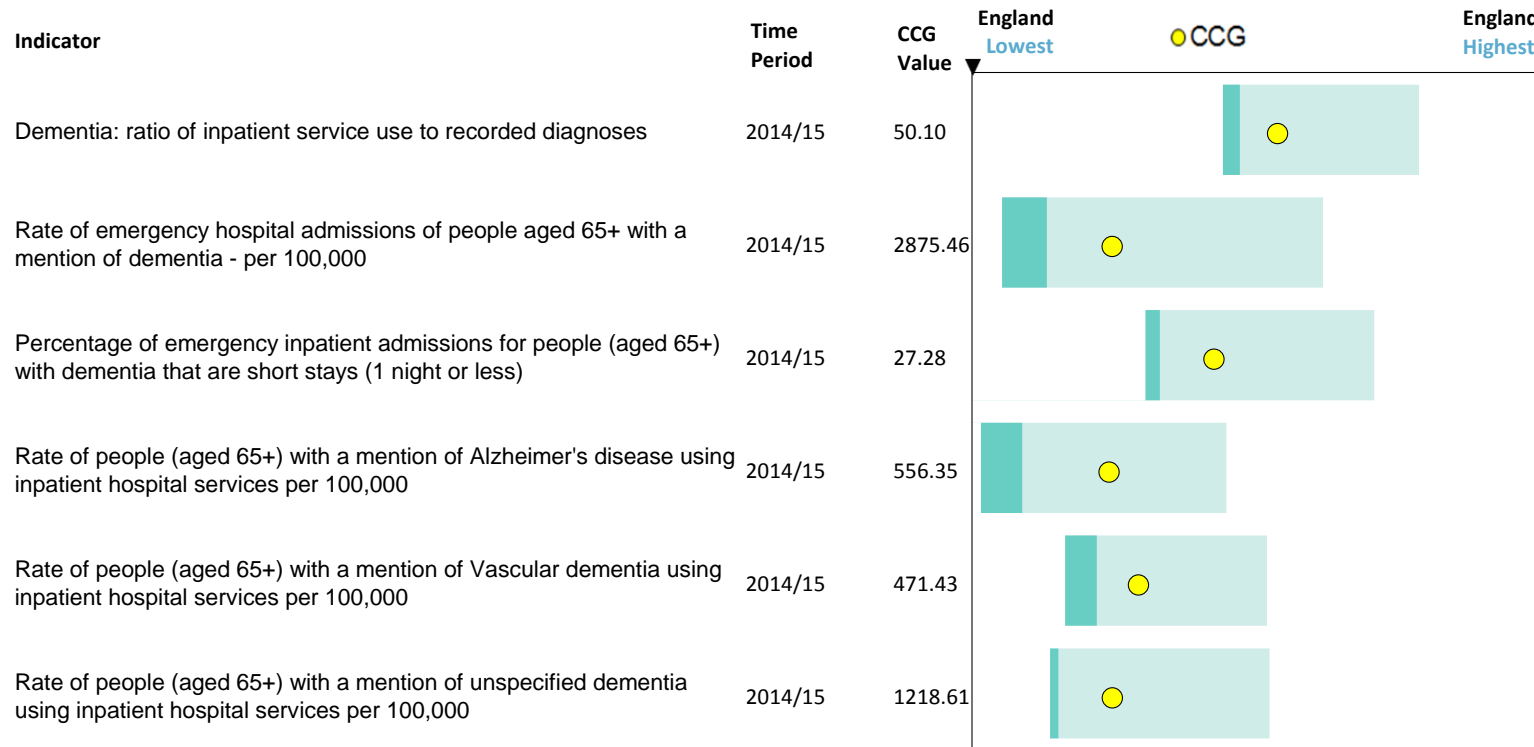 Indicator
Time
Period
CCG
Value
England
Lowest
CCG
England
Highest
Dementia: ratio of inpatient service use to recorded diagnoses
2014/15
50.10
Rate of emergency hospital admissions of people aged 65+ with a
mention of dementia - per 100,000
2014/15
2875.46
Percentage of emergency inpatient admissions for people (aged 65+)
with dementia that are short stays (1 night or less)
2014/15
27.28
Rate of people (aged 65+) with a mention of Alzheimer's disease using
inpatient hospital services per 100,000
2014/15
556.35
Rate of people (aged 65+) with a mention of Vascular dementia using
inpatient hospital services per 100,000
2014/15
471.43
Rate of people (aged 65+) with a mention of unspecified dementia
using inpatient hospital services per 100,000
2014/15
1218.61